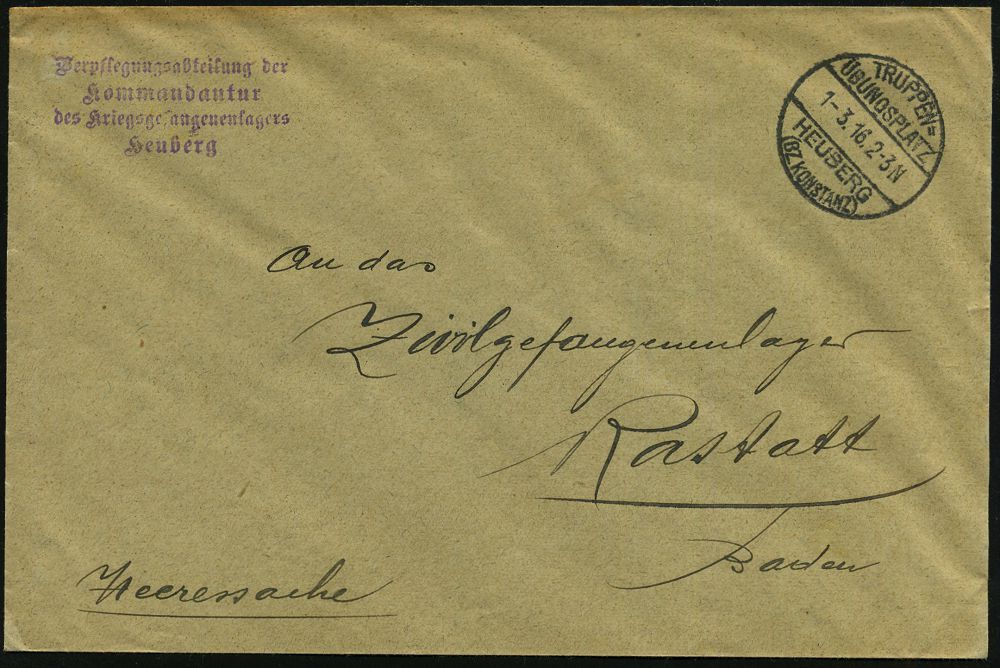 Verpflegungsabteilung der
Kommandantur
des Kriegsgefangenenlagers
Heuberg
TRUPPEN=
ÜBUNGSPLATZ
1-3.16.2-3N
HEUBERG
(BZ.KONSTANZ)
An das
Zivilgefangenenlager
Rastatt
Baden
Heeressache